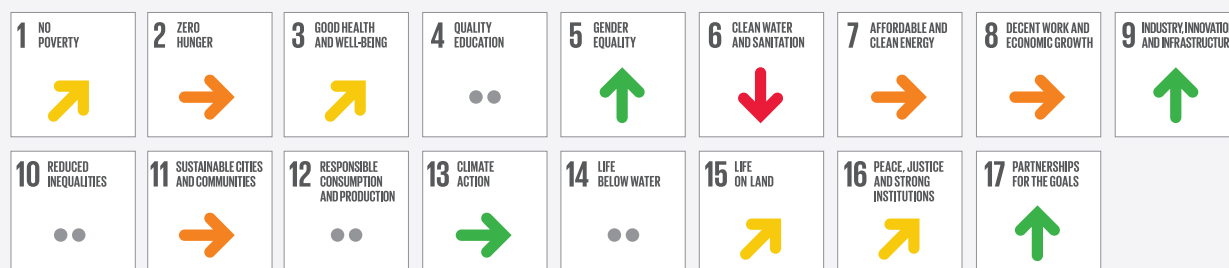 1 NO
POVERTY
2 ZERO
HUNGER
3 GOOD HEALTH
AND WELL-BEING
4 QUALITY
EDUCATION
5 GENDER
EQUALITY
6 CLEAN WATER
AND SANITATION
7 AFFORDABLE AND
CLEAN ENERGY
8 DECENT WORK AND
ECONOMIC GROWTH
9 INDUSTRY, INNOVATIO
AND INFRASTRUCTUR
10 REDUCED
INEQUALITIES
11 SUSTAINABLE CITIES
AND COMMUNITIES
12 RESPONSIBLE
CONSUMPTION
AND PRODUCTION
13 CLIMATE
ACTION
14 LIFE
BELOW WATER
15 LIFE
ON LAND
16 PEACE, JUSTICE
AND STRONG
INSTITUTIONS
17 PARTNERSHIPS
FOR THE GOALS